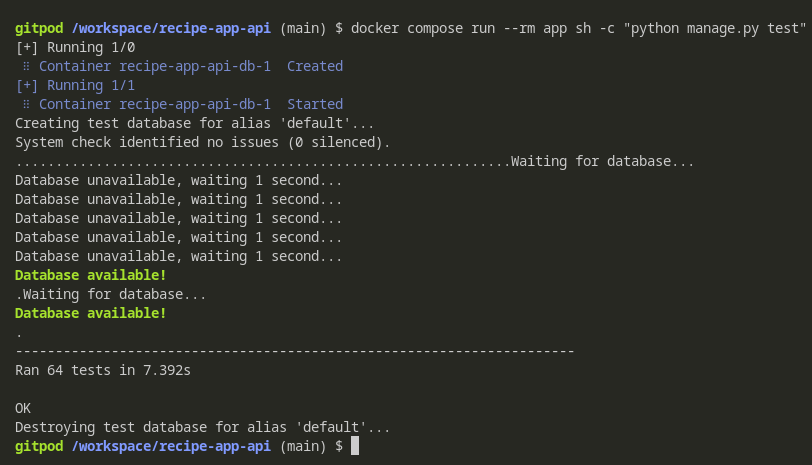 gitpod /workspace/recipe-app-api (main) $ docker compose run --rm app sh -c "python manage.py test"
[+] Running 1/0
 ⠿ Container recipe-app-api-db-1  Created
[+] Running 1/1
 ⠿ Container recipe-app-api-db-1  Started
Creating test database for alias 'default'...
System check identified no issues (0 silenced).
..............................................................Waiting for database...
Database unavailable, waiting 1 second...
Database unavailable, waiting 1 second...
Database unavailable, waiting 1 second...
Database unavailable, waiting 1 second...
Database unavailable, waiting 1 second...
Database available!
.Waiting for database...
Database available!
.
----------------------------------------------------------------------
Ran 64 tests in 7.392s

OK
Destroying test database for alias 'default'...
gitpod /workspace/recipe-app-api (main) $